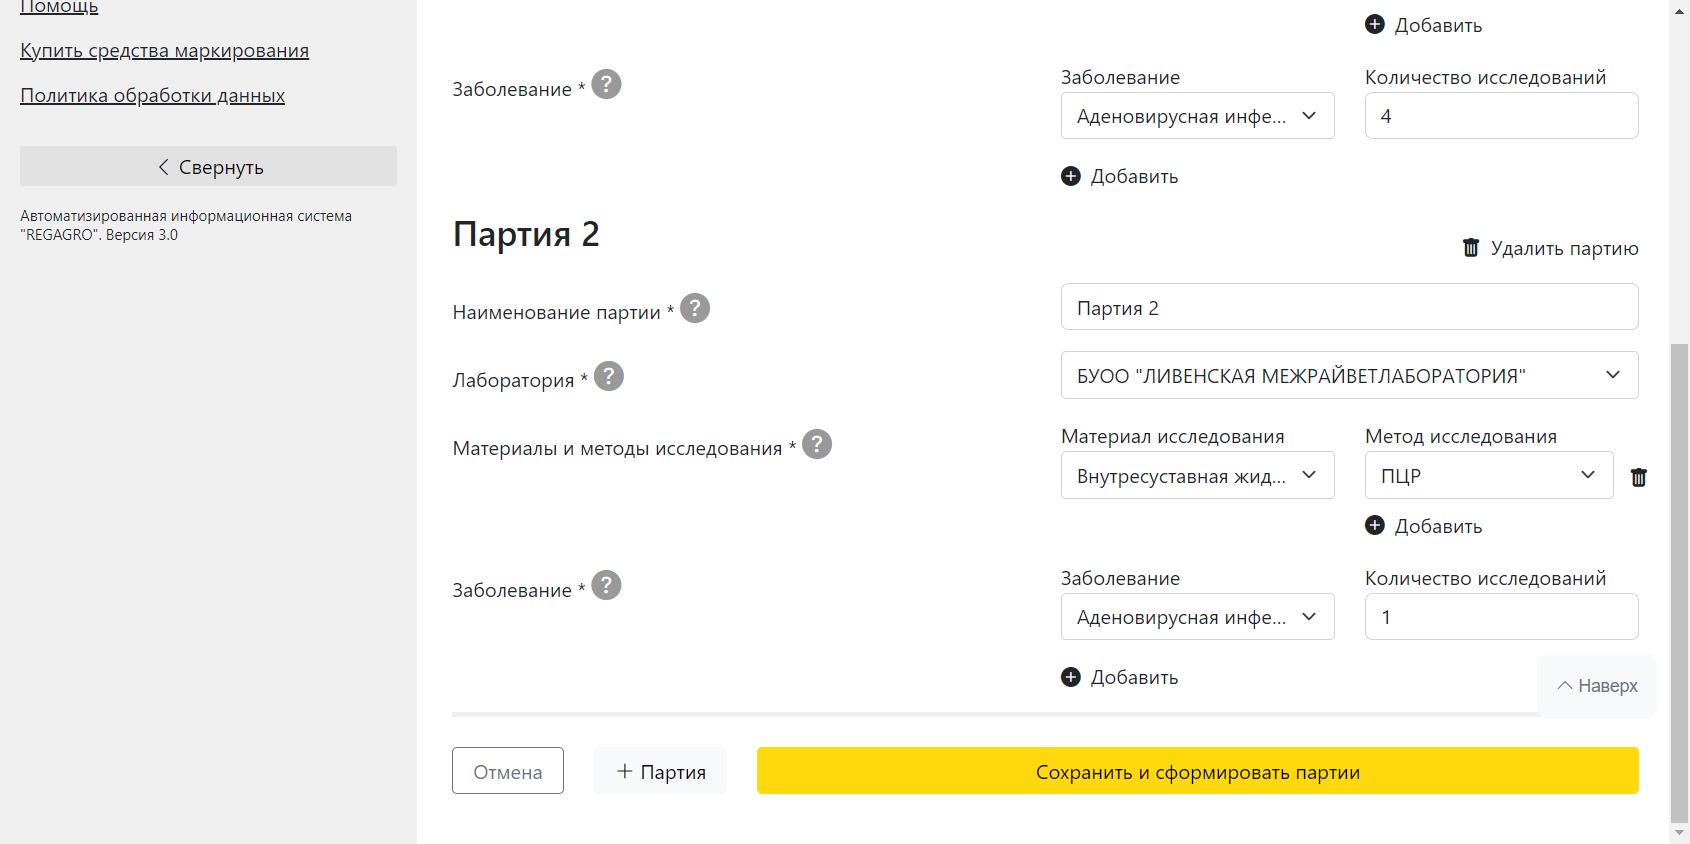 Помощь
Купить средства маркирования
Политика обработки данных
Свернуть
Автоматизированная информационная система
"REGAGRO". Версия 3.0
Добавить
Заболевание * ?
Заболевание
Количество исследований
Аденовирусная инфе...
4
Добавить
Партия 2
Удалить партию
Наименование партии * ?
Партия 2
Лаборатория * ?
БУОО "ЛИВЕНСКАЯ МЕЖРАЙВЕТЛАБОРАТОРИЯ"
Материалы и методы исследования * ?
Материал исследования
Метод исследования
Внутресуставная жид...
ПЦР
Добавить
Заболевание * ?
Заболевание
Количество исследований
Аденовирусная инфе...
1
Добавить
Наверх
Отмена
+ Партия
Сохранить и сформировать партии